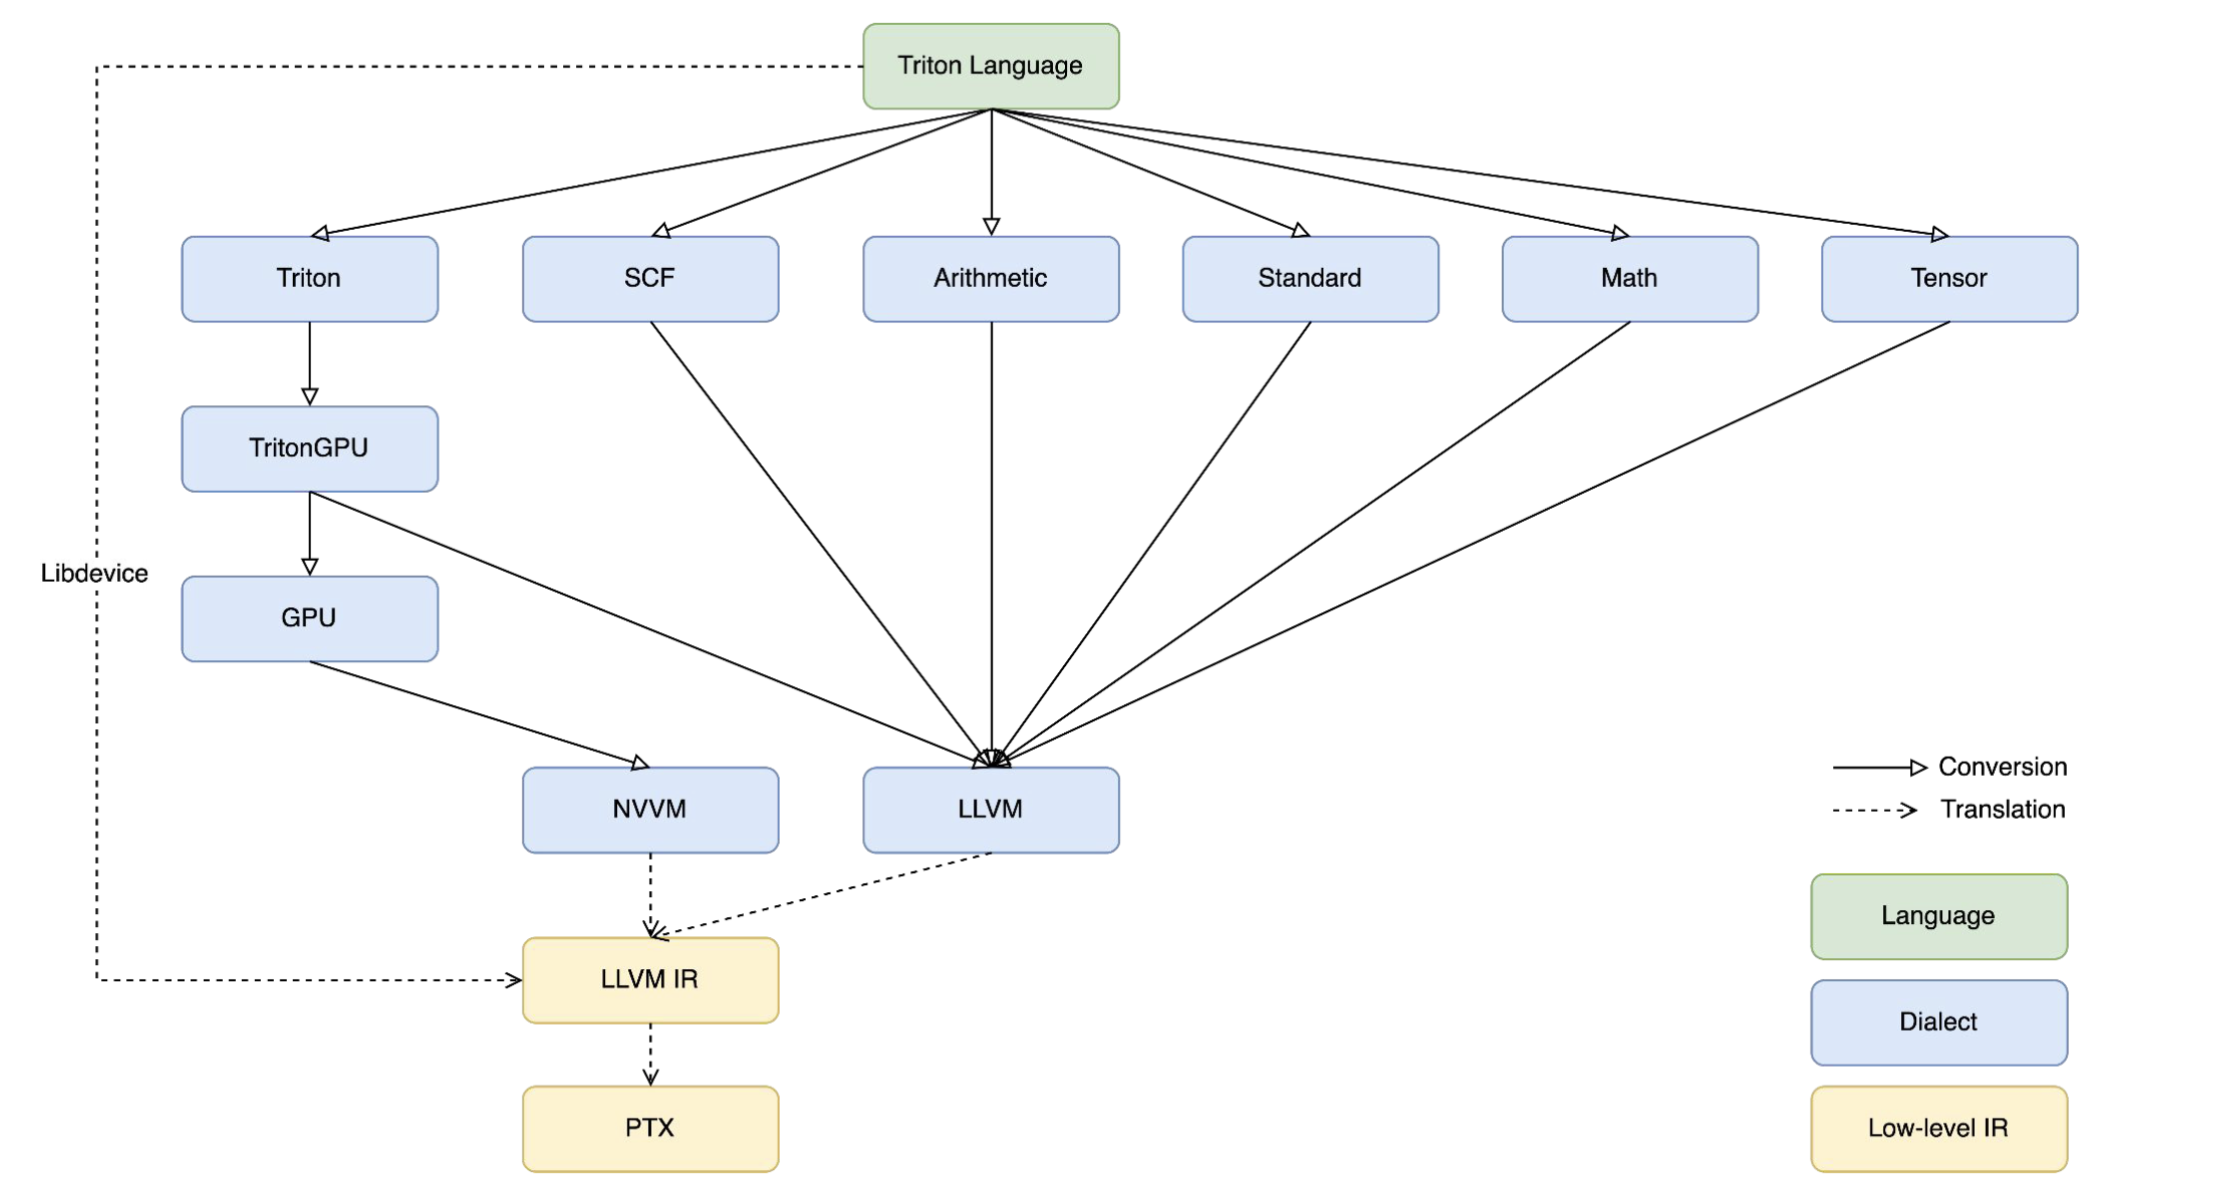 Triton Language
Triton
SCF
Arithmetic
Standard
Math
Tensor
TritonGPU
Libdevice
GPU
NVVM
LLVM
Conversion
Translation
LLVM IR
Language
Dialect
PTX
Low-level IR